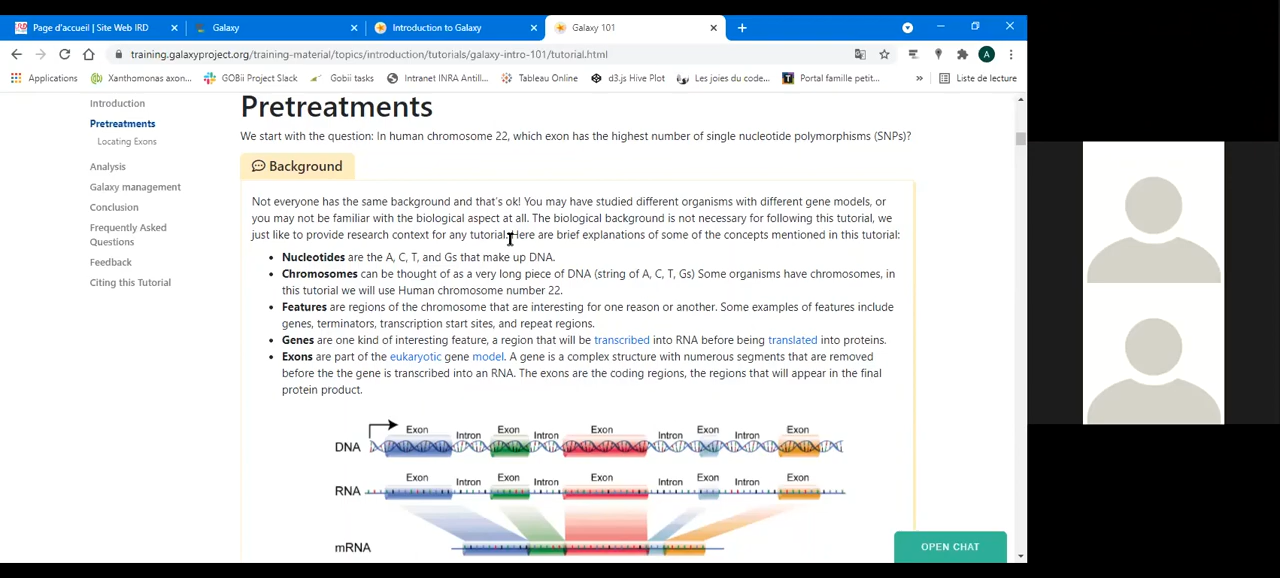 Page d'accueil | Site Web IRD
Galaxy
Introduction to Galaxy
Galaxy 101
training.galaxyproject.org/training-material/topics/introduction/tutorials/galaxy-intro-101/tutorial.html
A
Applications
Xanthomonas axon...
GOBii Project Slack
Gobii tasks
Intranet INRA Antill...
Tableau Online
d3.js Hive Plot
Les joies du code...
Portal famille petit...
»
Liste de lecture
Introduction
Pretreatments
Locating Exons
Analysis
Galaxy management
Conclusion
Frequently Asked
Questions
Feedback
Citing this Tutorial
Pretreatments
We start with the question: In human chromosome 22, which exon has the highest number of single nucleotide polymorphisms (SNPs)?
Background
Not everyone has the same background and that's ok! You may have studied different organisms with different gene models, or
you may not be familiar with the biological aspect at all. The biological background is not necessary for following this tutorial, we
just like to provide research context for any tutorial. Here are brief explanations of some of the concepts mentioned in this tutorial:
• Nucleotides are the A, C, T, and Gs that make up DNA.
• Chromosomes can be thought of as a very long piece of DNA (string of A, C, T, Gs) Some organisms have chromosomes, in
this tutorial we will use Human chromosome number 22.
• Features are regions of the chromosome that are interesting for one reason or another. Some examples of features include
genes, terminators, transcription start sites, and repeat regions.
• Genes are one kind of interesting feature, a region that will be transcribed into RNA before being translated into proteins.
• Exons are part of the eukaryotic gene model. A gene is a complex structure with numerous segments that are removed
before the the gene is transcribed into an RNA. The exons are the coding regions, the regions that will appear in the final
protein product.
Exon Intron Exon Intron Exon Intron Exon Intron Exon
DNA
Exon Intron Exon Intron Exon Intron Exon Intron Exon
RNA
mRNA
OPEN CHAT